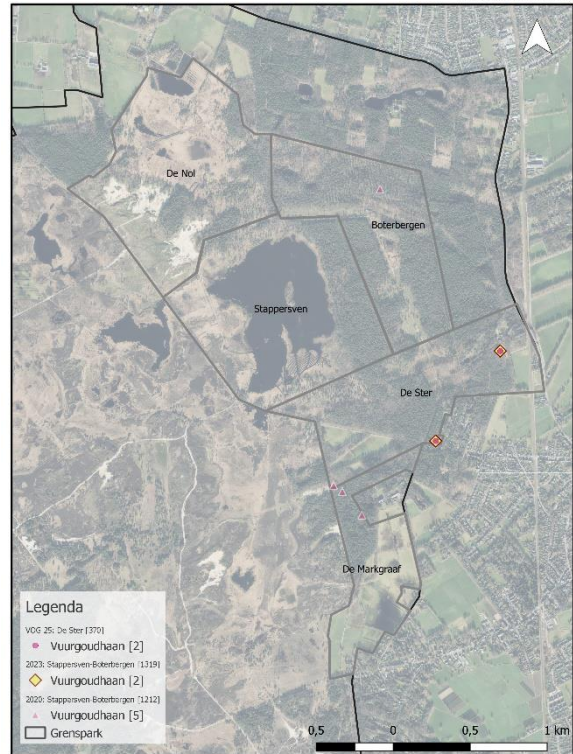 De Nol
Boterbergen
Stappersven
De Ster
De Markgraaf
Legenda
VOG 25: De Ster [370]
Vuurgoudhaan [2]
2023: Stappersven-Boterbergen [1319]
Vuurgoudhaan [2]
2020: Stappersven-Boterbergen [1212]
Vuurgoudhaan [5]
Grenspark
0,5 0 0,5 1 km